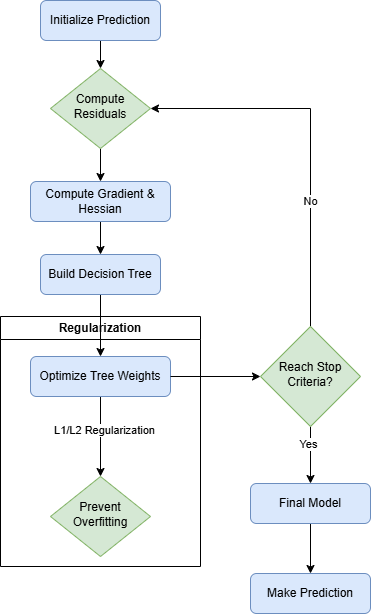 Initialize Prediction
Compute
Residuals
Compute Gradient &
Hessian
No
Build Decision Tree
Regularization
Optimize Tree Weights
Reach Stop
Criteria?
L1/L2 Regularization
Yes
Prevent
Overfitting
Final Model
Make Prediction